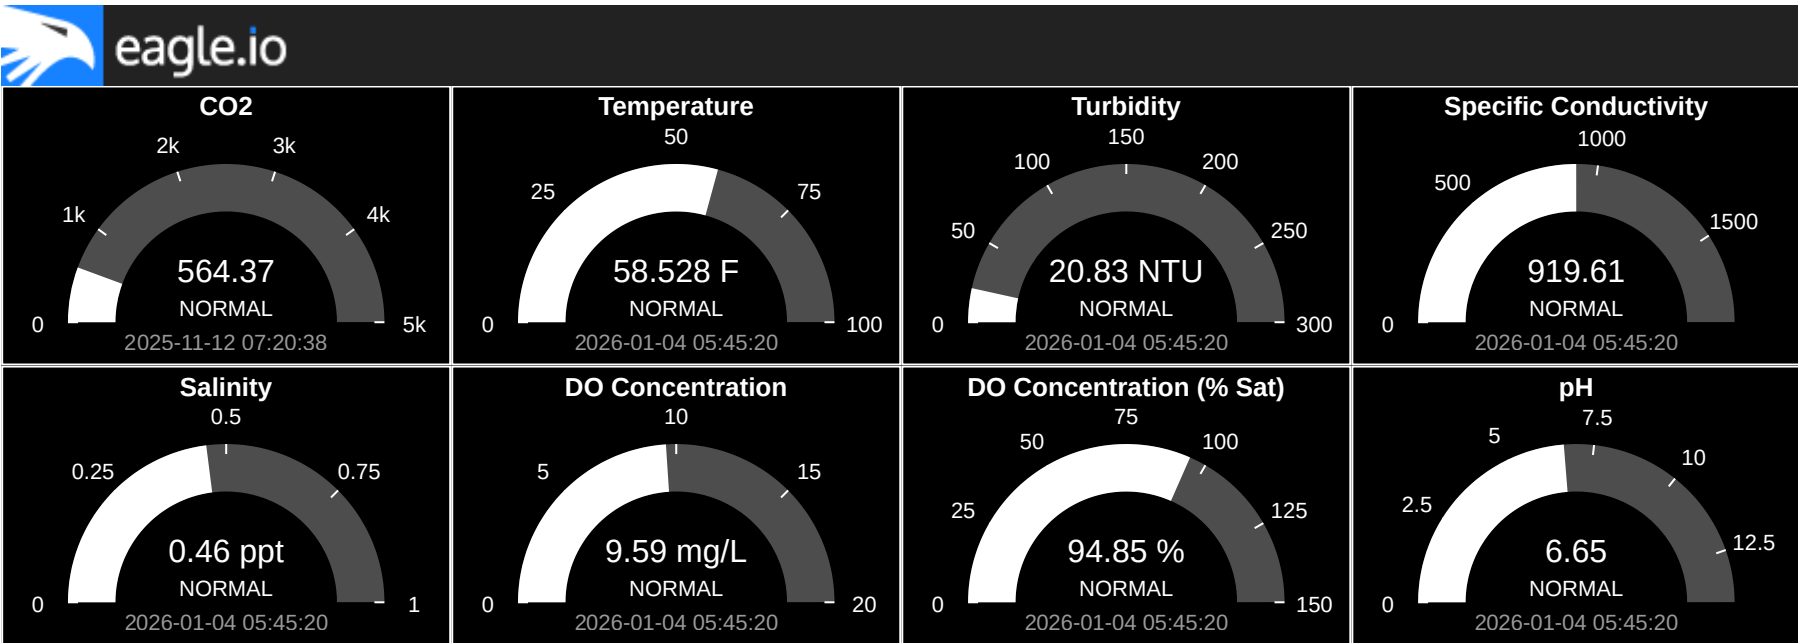 eagle.io
CO2
2k
3k
1k
4k
564.37
NORMAL
0
5k
2025-11-12 07:20:38
Temperature
50
25
75
58.528 F
NORMAL
0
100
2026-01-04 05:45:20
Turbidity
150
100
200
50
250
20.83 NTU
NORMAL
0
300
2026-01-04 05:45:20
Specific Conductivity
1000
500
1500
919.61
NORMAL
0
2026-01-04 05:45:20
Salinity
0.5
0.25
0.75
0.46 ppt
NORMAL
0
1
2026-01-04 05:45:20
DO Concentration
10
5
15
9.59 mg/L
NORMAL
0
20
2026-01-04 05:45:20
DO Concentration (% Sat)
75
50
100
25
125
94.85 %
NORMAL
0
150
2026-01-04 05:45:20
pH
7.5
5
10
2.5
12.5
6.65
NORMAL
0
2026-01-04 05:45:20